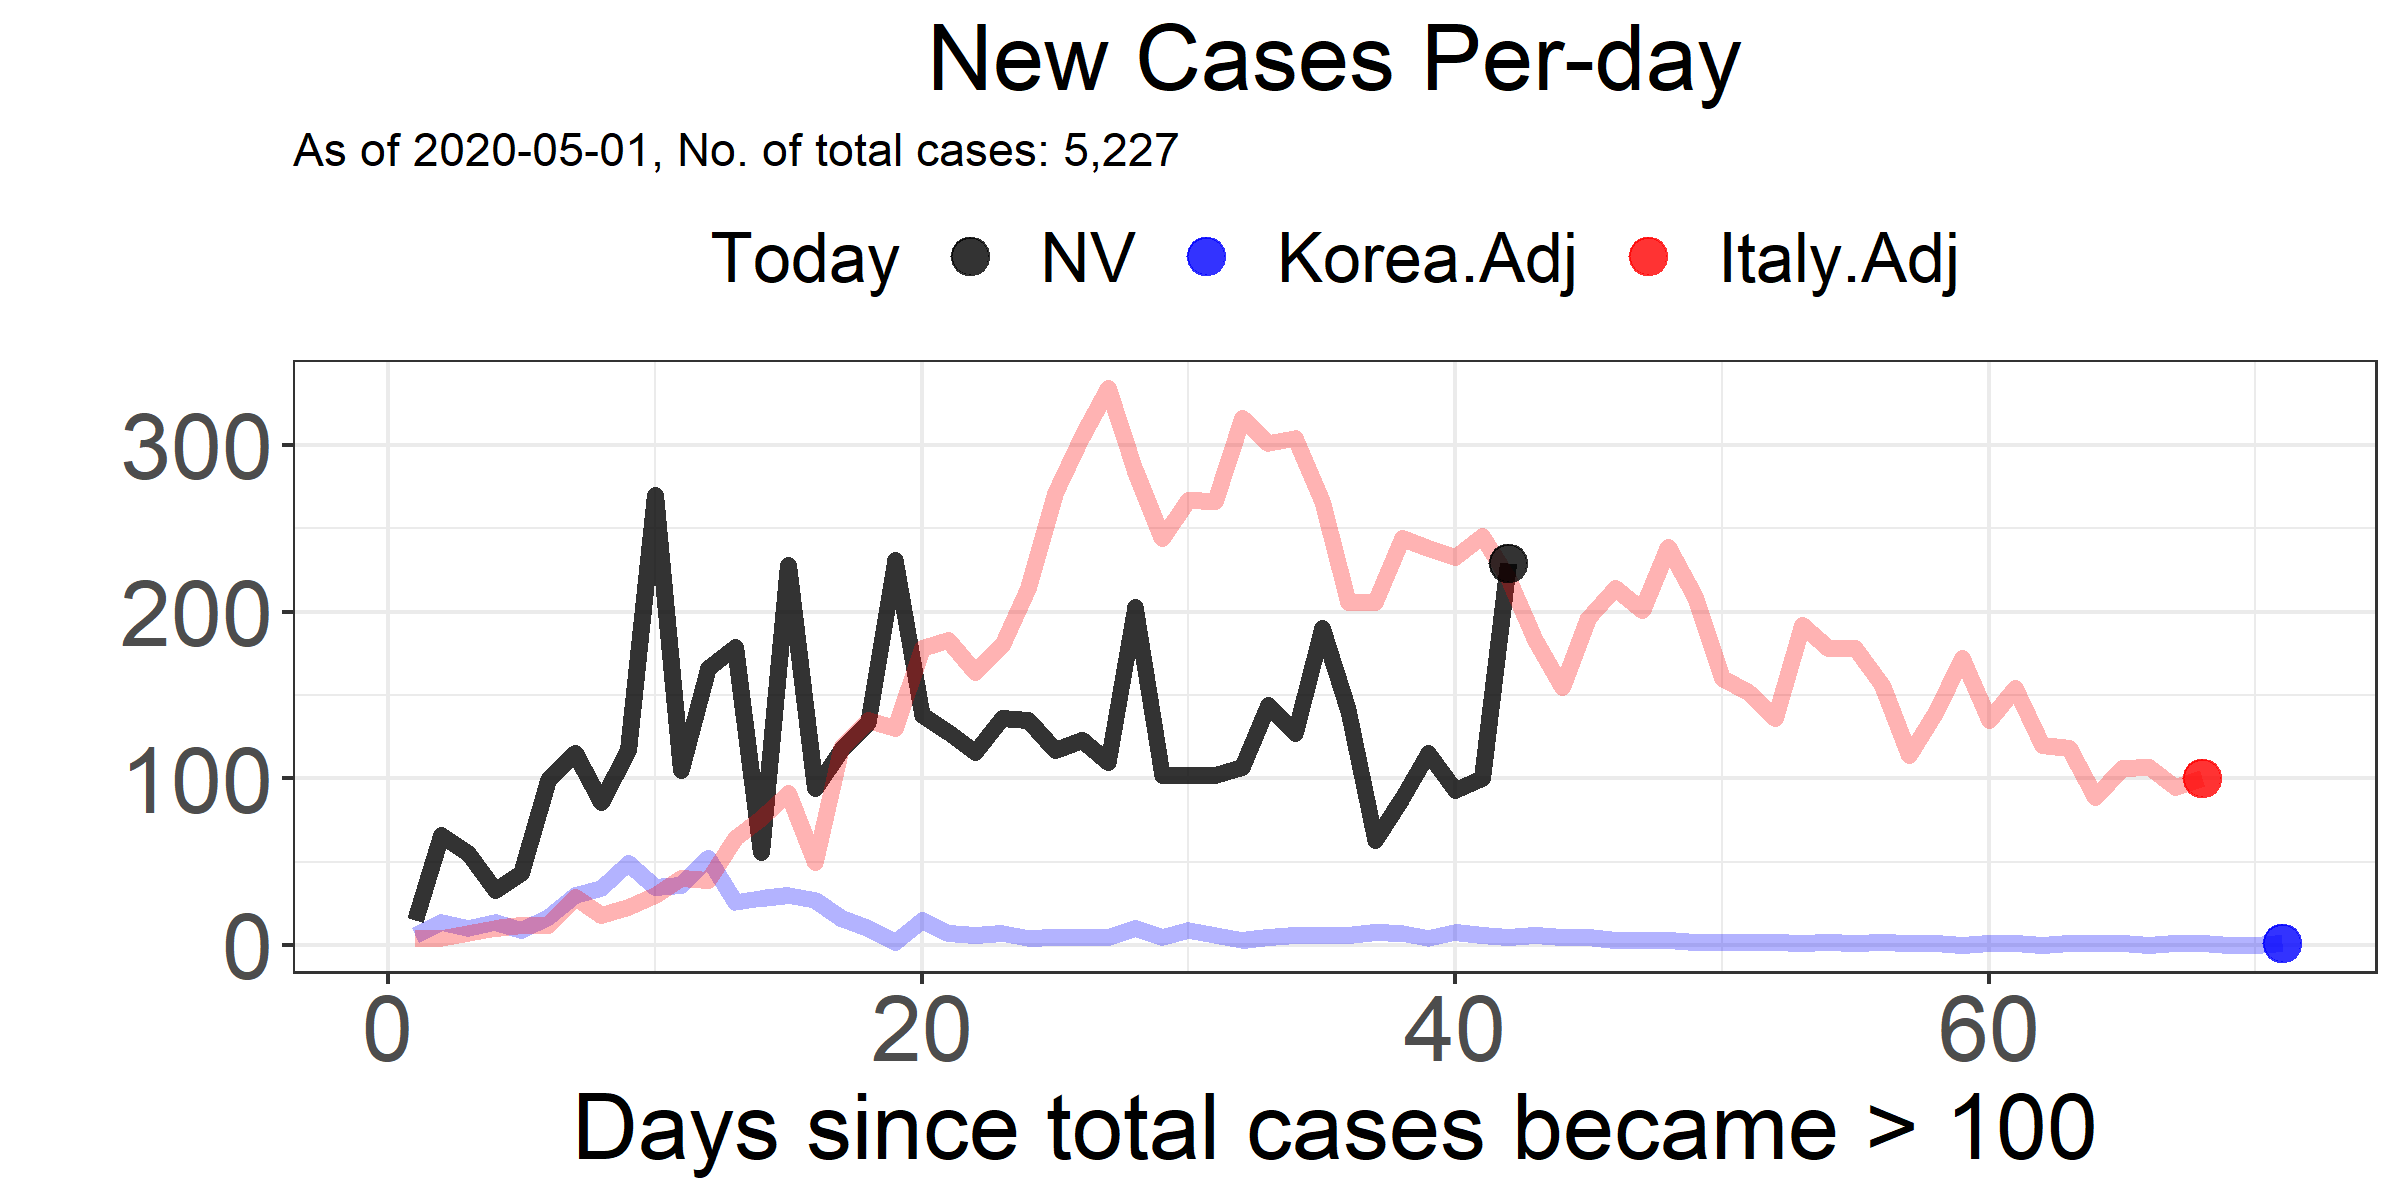 New Cases Per-day
As of 2020-05-01, No. of total cases: 5,227
Today NV Korea.Adj Italy.Adj
300
200
100
0
0 20 40 60
Days since total cases became > 100